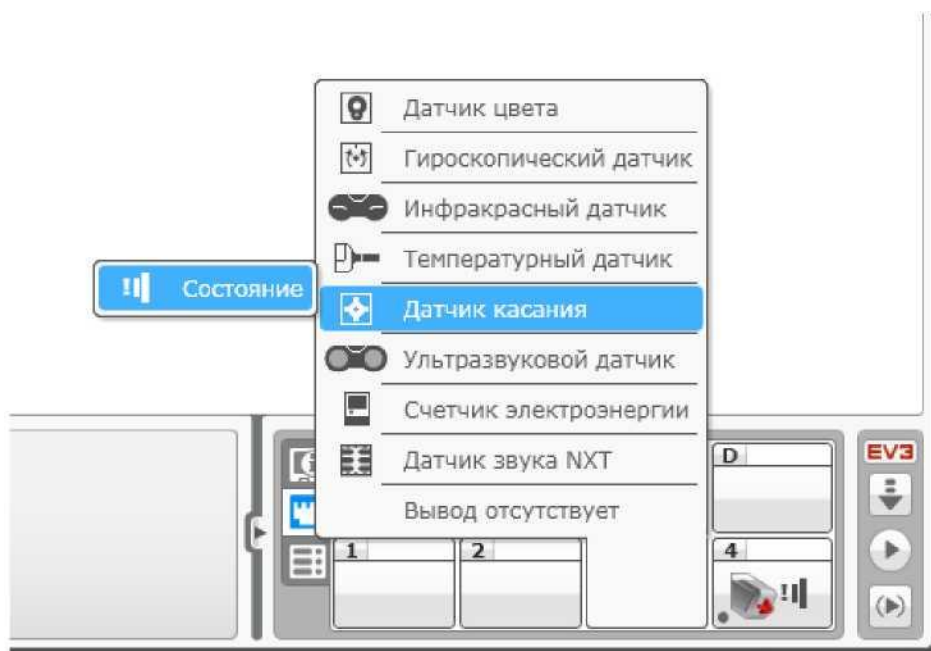 Датчик цвета
Гироскопический датчик
Инфракрасный датчик
Температурный датчик
Состояние
Датчик касания
Ультразвуковой датчик
Счетчик электроэнергии
Датчик звука NXT
Вывод отсутствует
D
EV3
1
2
4